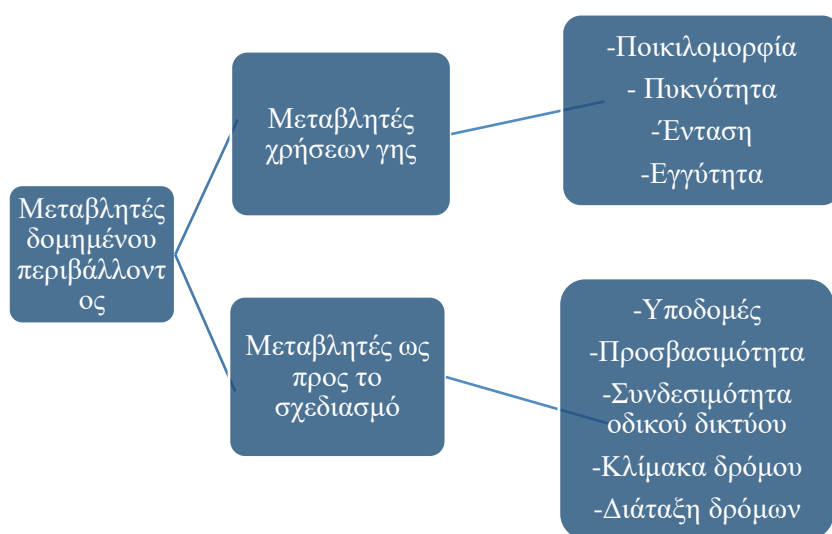 Μεταβλητές
δομημένου
περιβάλλοντ
ος
Μεταβλητές
χρήσεων γης
-Ποικιλομορφία
- Πυκνότητα
-Ένταση
-Εγγύτητα
Μεταβλητές ως
προς το
σχεδιασμό
-Υποδομές
-Προσβασιμότητα
-Συνδεσιμότητα
οδικού δικτύου
-Κλίμακα δρόμου
-Διάταξη δρόμων